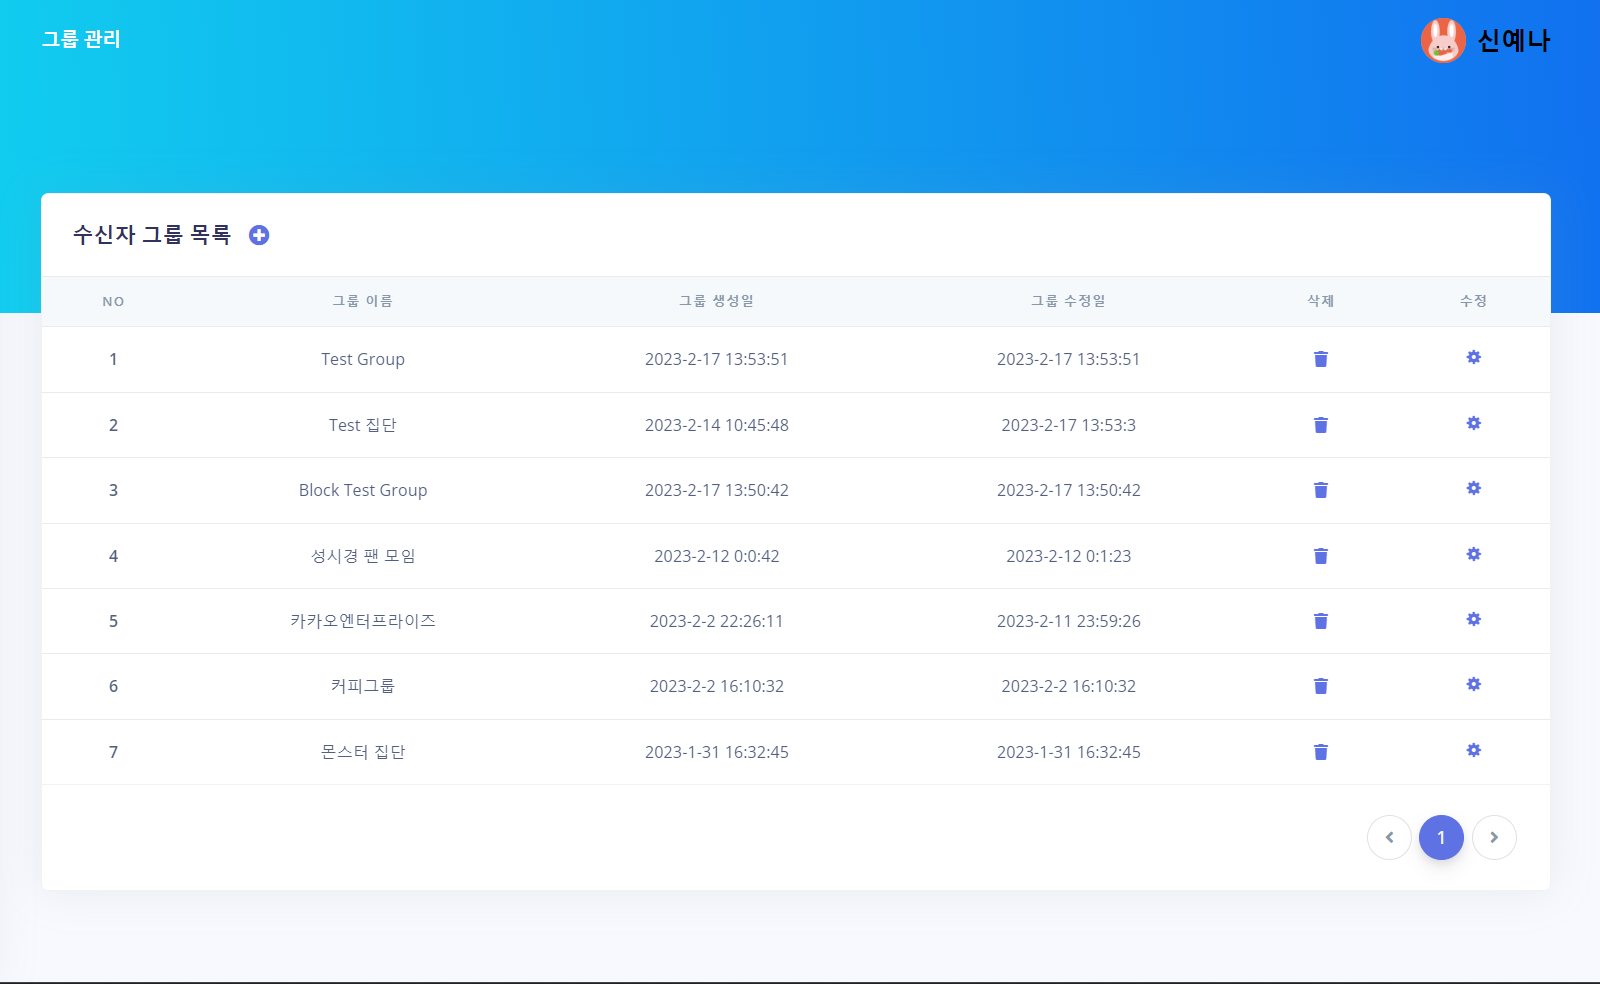 그룹 관리
신예나
수신자 그룹 목록
NO 그룹 이름 그룹 생성일 그룹 수정일 삭제 수정
1 Test Group 2023-2-17 13:53:51 2023-2-17 13:53:51
2 Test 집단 2023-2-14 10:45:48 2023-2-17 13:53:3
3 Block Test Group 2023-2-17 13:50:42 2023-2-17 13:50:42
4 성시경 팬 모임 2023-2-12 0:0:42 2023-2-12 0:1:23
5 카카오엔터프라이즈 2023-2-2 22:26:11 2023-2-11 23:59:26
6 커피그룹 2023-2-2 16:10:32 2023-2-2 16:10:32
7 몬스터 집단 2023-1-31 16:32:45 2023-1-31 16:32:45
1